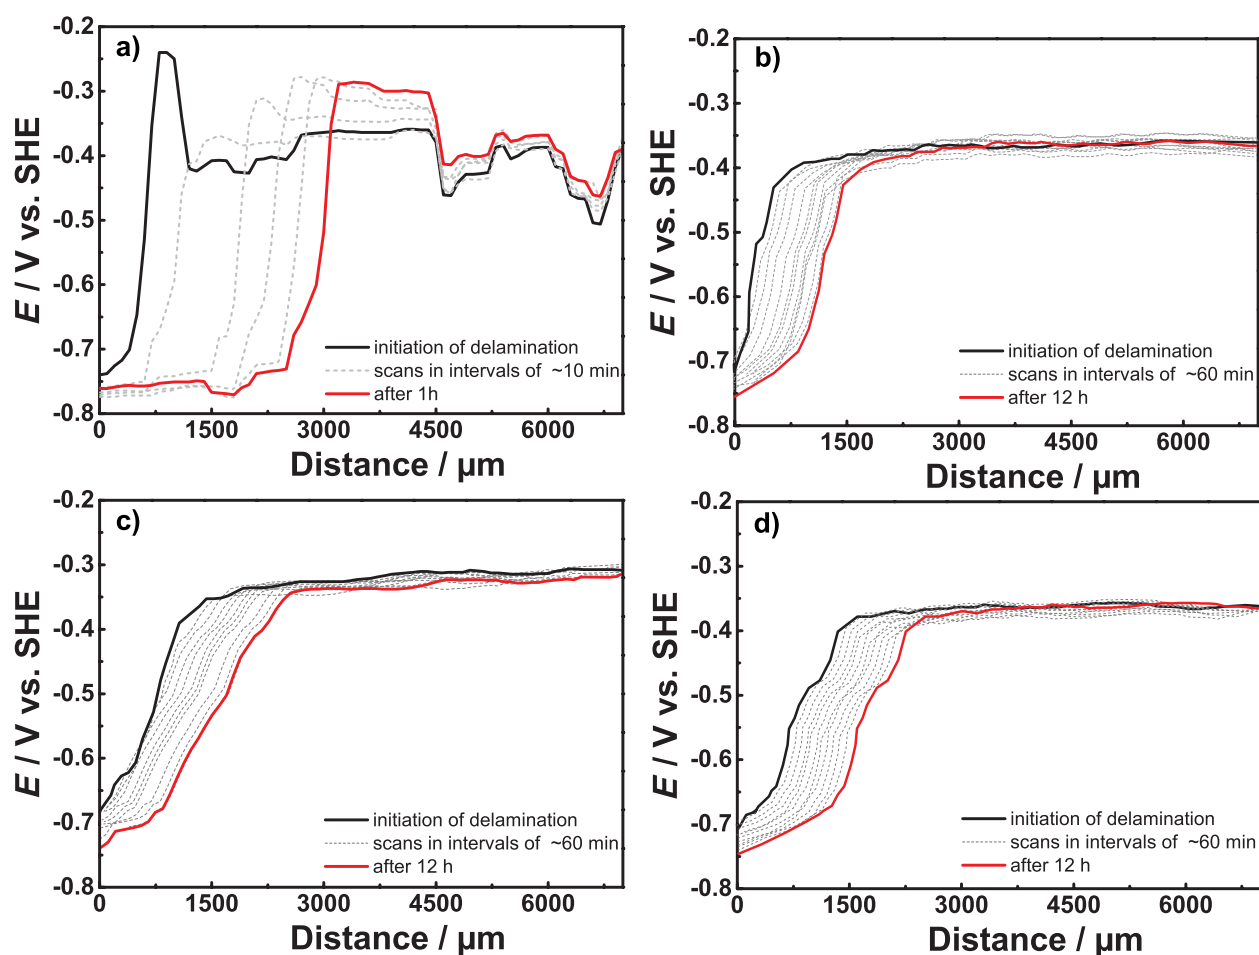 a)
E / V vs. SHE
-0.2
-0.3
-0.4
-0.5
-0.6
-0.7
-0.8
initiation of delamination
scans in intervals of ~10 min
after 1h
0 1500 3000 4500 6000
Distance / µm
b)
E / V vs. SHE
-0.2
-0.3
-0.4
-0.5
-0.6
-0.7
-0.8
initiation of delamination
scans in intervals of ~60 min
after 12 h
0 1500 3000 4500 6000
Distance / µm
c)
E / V vs. SHE
-0.2
-0.3
-0.4
-0.5
-0.6
-0.7
-0.8
initiation of delamination
scans in intervals of ~60 min
after 12 h
0 1500 3000 4500 6000
Distance / µm
d)
E / V vs. SHE
-0.2
-0.3
-0.4
-0.5
-0.6
-0.7
-0.8
initiation of delamination
scans in intervals of ~60 min
after 12 h
0 1500 3000 4500 6000
Distance / µm